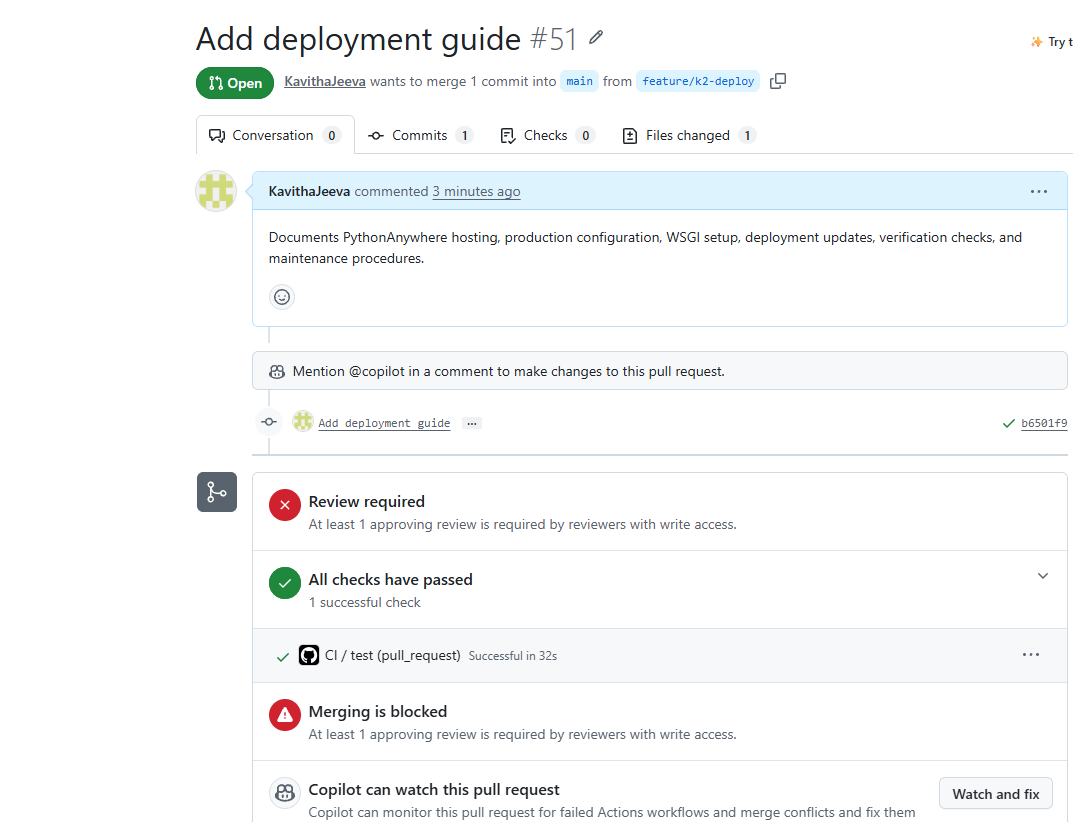 Add deployment guide #51
Try t
Open KavithaJeeva wants to merge 1 commit into main from feature/k2-deploy
Conversation 0 Commits 1 Checks 0 Files changed 1
KavithaJeeva commented 3 minutes ago
Documents PythonAnywhere hosting, production configuration, WSGI setup, deployment updates, verification checks, and
maintenance procedures.
Mention @copilot in a comment to make changes to this pull request.
Add deployment guide ... b6501f9
Review required
At least 1 approving review is required by reviewers with write access.
All checks have passed
1 successful check
CI / test (pull_request) Successful in 32s
Merging is blocked
At least 1 approving review is required by reviewers with write access.
Copilot can watch this pull request
Watch and fix
Copilot can monitor this pull request for failed Actions workflows and merge conflicts and fix them